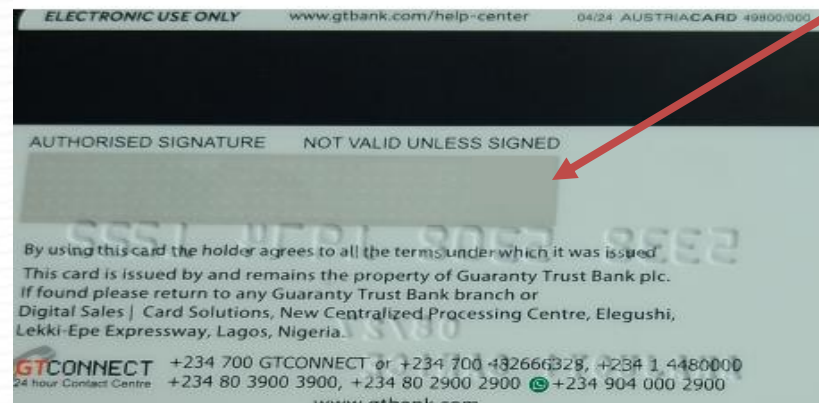 ELECTRONIC USE ONLY www.gtbank.com/help-center 04/24 AUSTRIACARD 49800/000
AUTHORISED SIGNATURE NOT VALID UNLESS SIGNED
By using this card the holder agrees to all the terms under which it was issued
This card is issued by and remains the property of Guaranty Trust Bank plc.
If found please return to any Guaranty Trust Bank branch or
Digital Sales | Card Solutions, New Centralized Processing Centre, Elegushi,
Lekki-Epe Expressway, Lagos, Nigeria.
GTCONNECT +234 700 GTCONNECT or +234 700 482666328, +234 1 4480000
24 hour Contact Centre +234 80 3900 3900, +234 80 2900 2900 +234 904 000 2900
www.gtbank.com